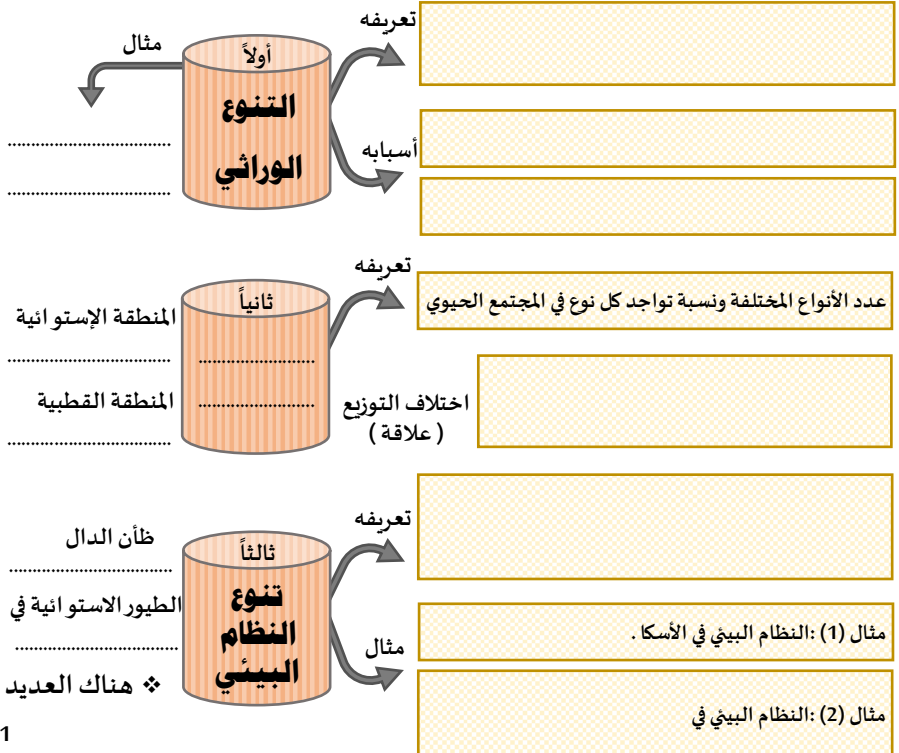 تعريفه
مثال
أولاً
التنوع
الوراثي
أسبابه
................................
................................
تعريفه
عدد الأنواع المختلفة ونسبة تواجد كل نوع في المجتمع الحيوي
ثانياً
.......................
.......................
المنطقة الإستوائية
................................
المنطقة القطبية
................................
اختلاف التوزيع
( علاقة )
تعريفه
ثالثاً
تنوع
النظام
البيئي
ظأن الدال
................................
الطيور الاستوائية في
................................
مثال
مثال (1) :النظام البيئي في الأسكا .
مثال (2) :النظام البيئي في
❖ هناك العديد
1